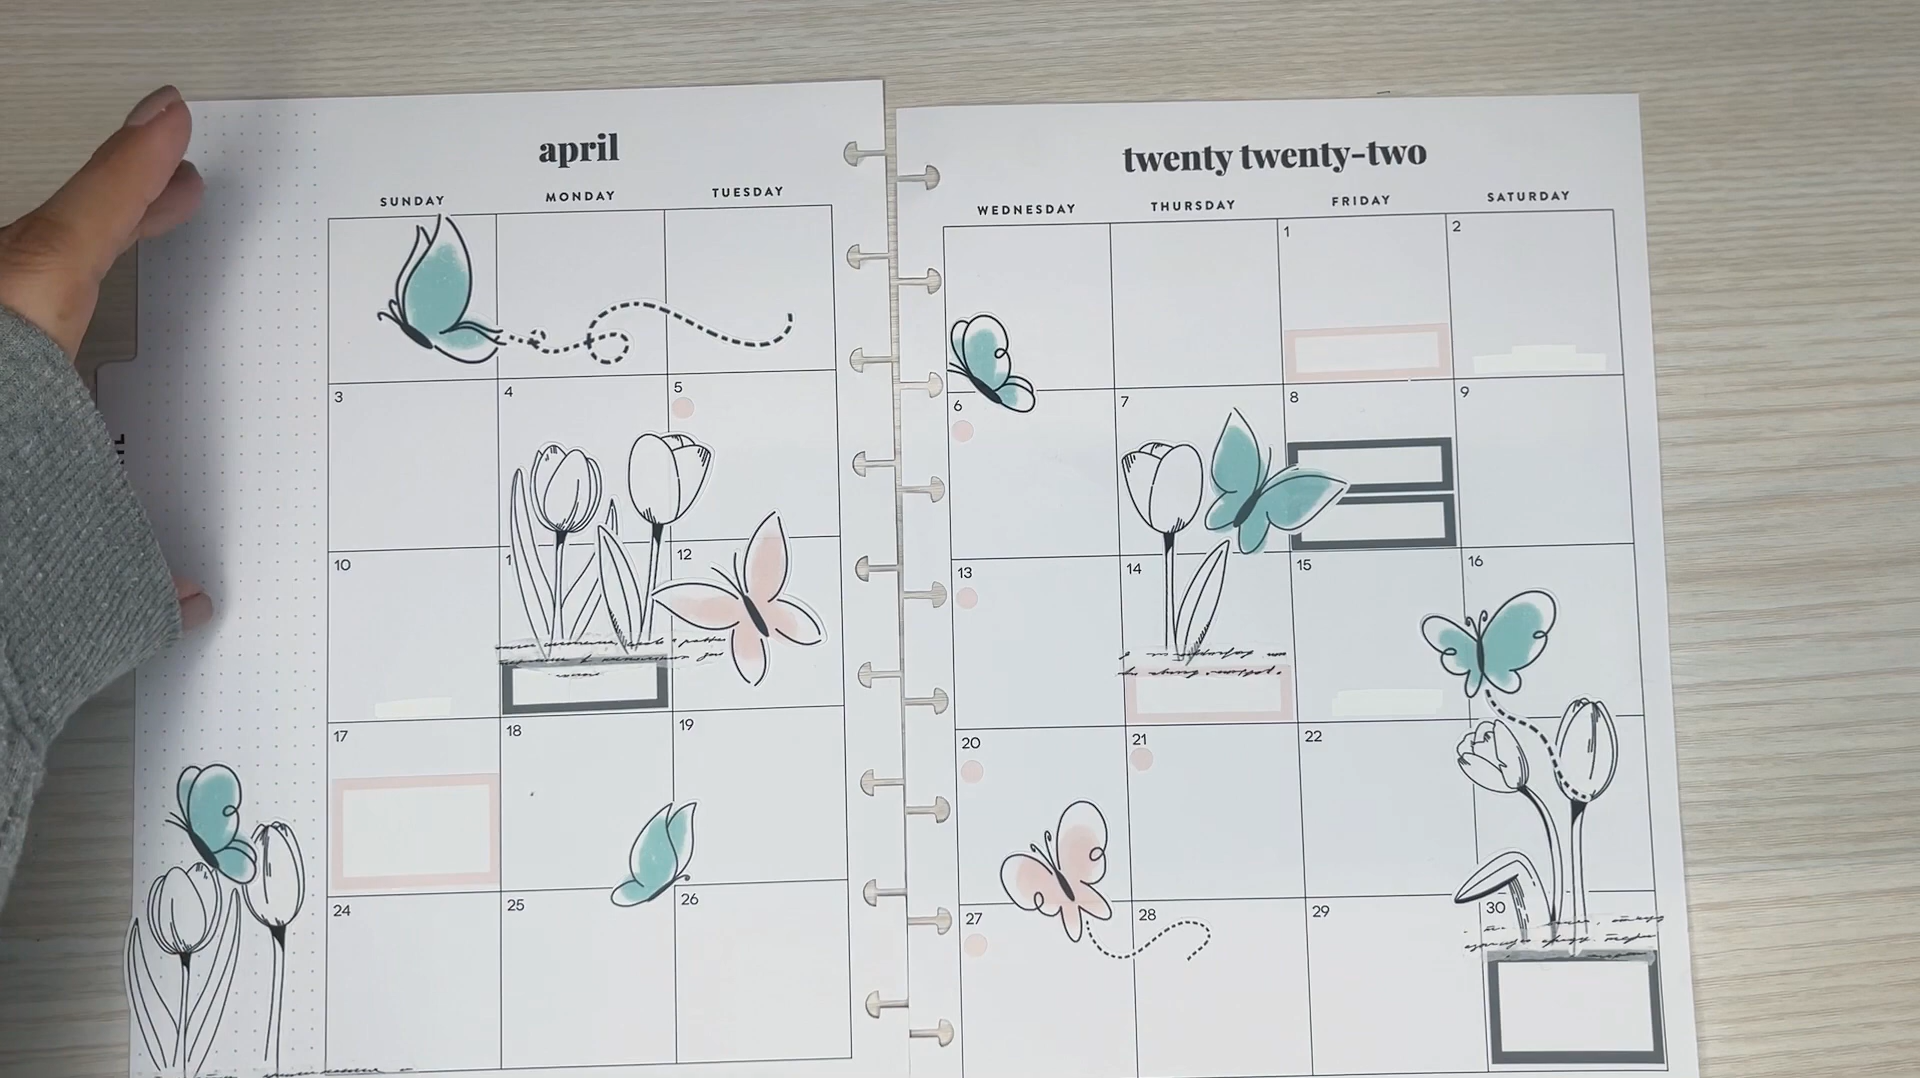 april
twenty twenty-two
SUNDAY MONDAY TUESDAY
WEDNESDAY THURSDAY FRIDAY SATURDAY
1 2
3 4 5
6 7 8 9
10 1 12
13 14 15 16
17 18 19
20 21 22
24 25 26
27 28 29 30